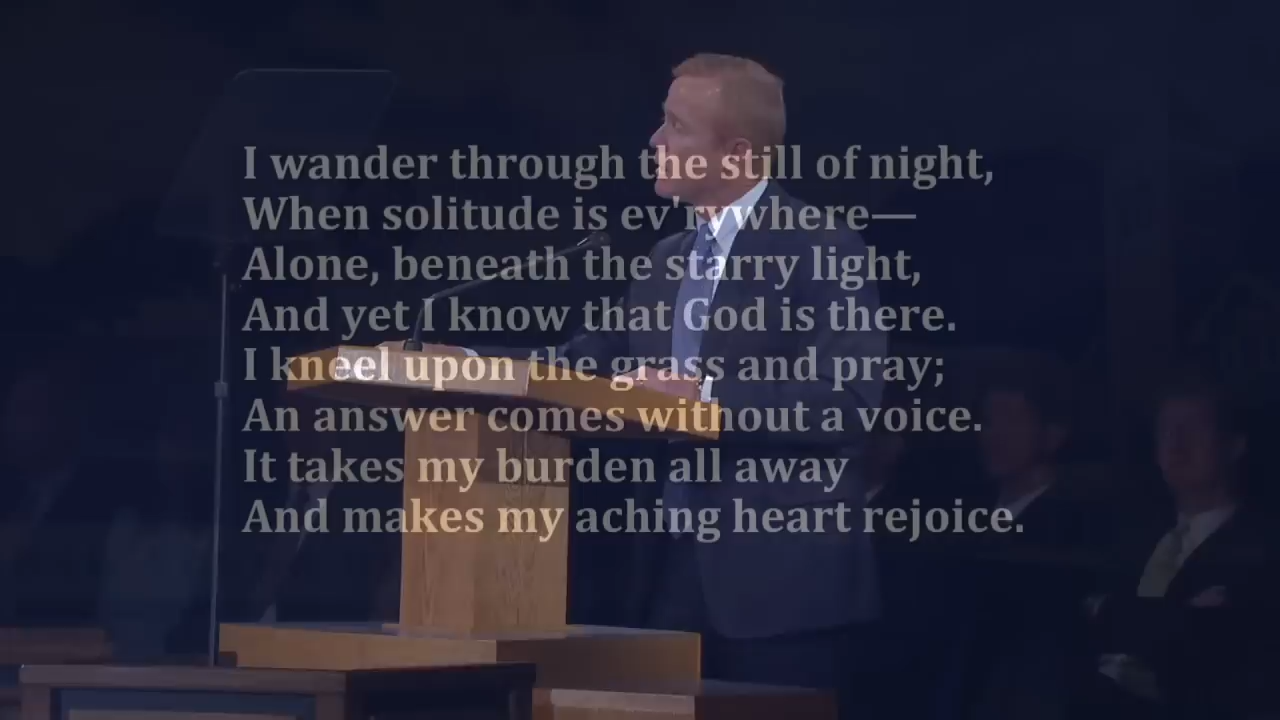 I wander through the still of night,
When solitude is ev'rywhere—
Alone, beneath the starry light,
And yet I know that God is there.
I kneel upon the grass and pray;
An answer comes without a voice.
It takes my burden all away
And makes my aching heart rejoice.